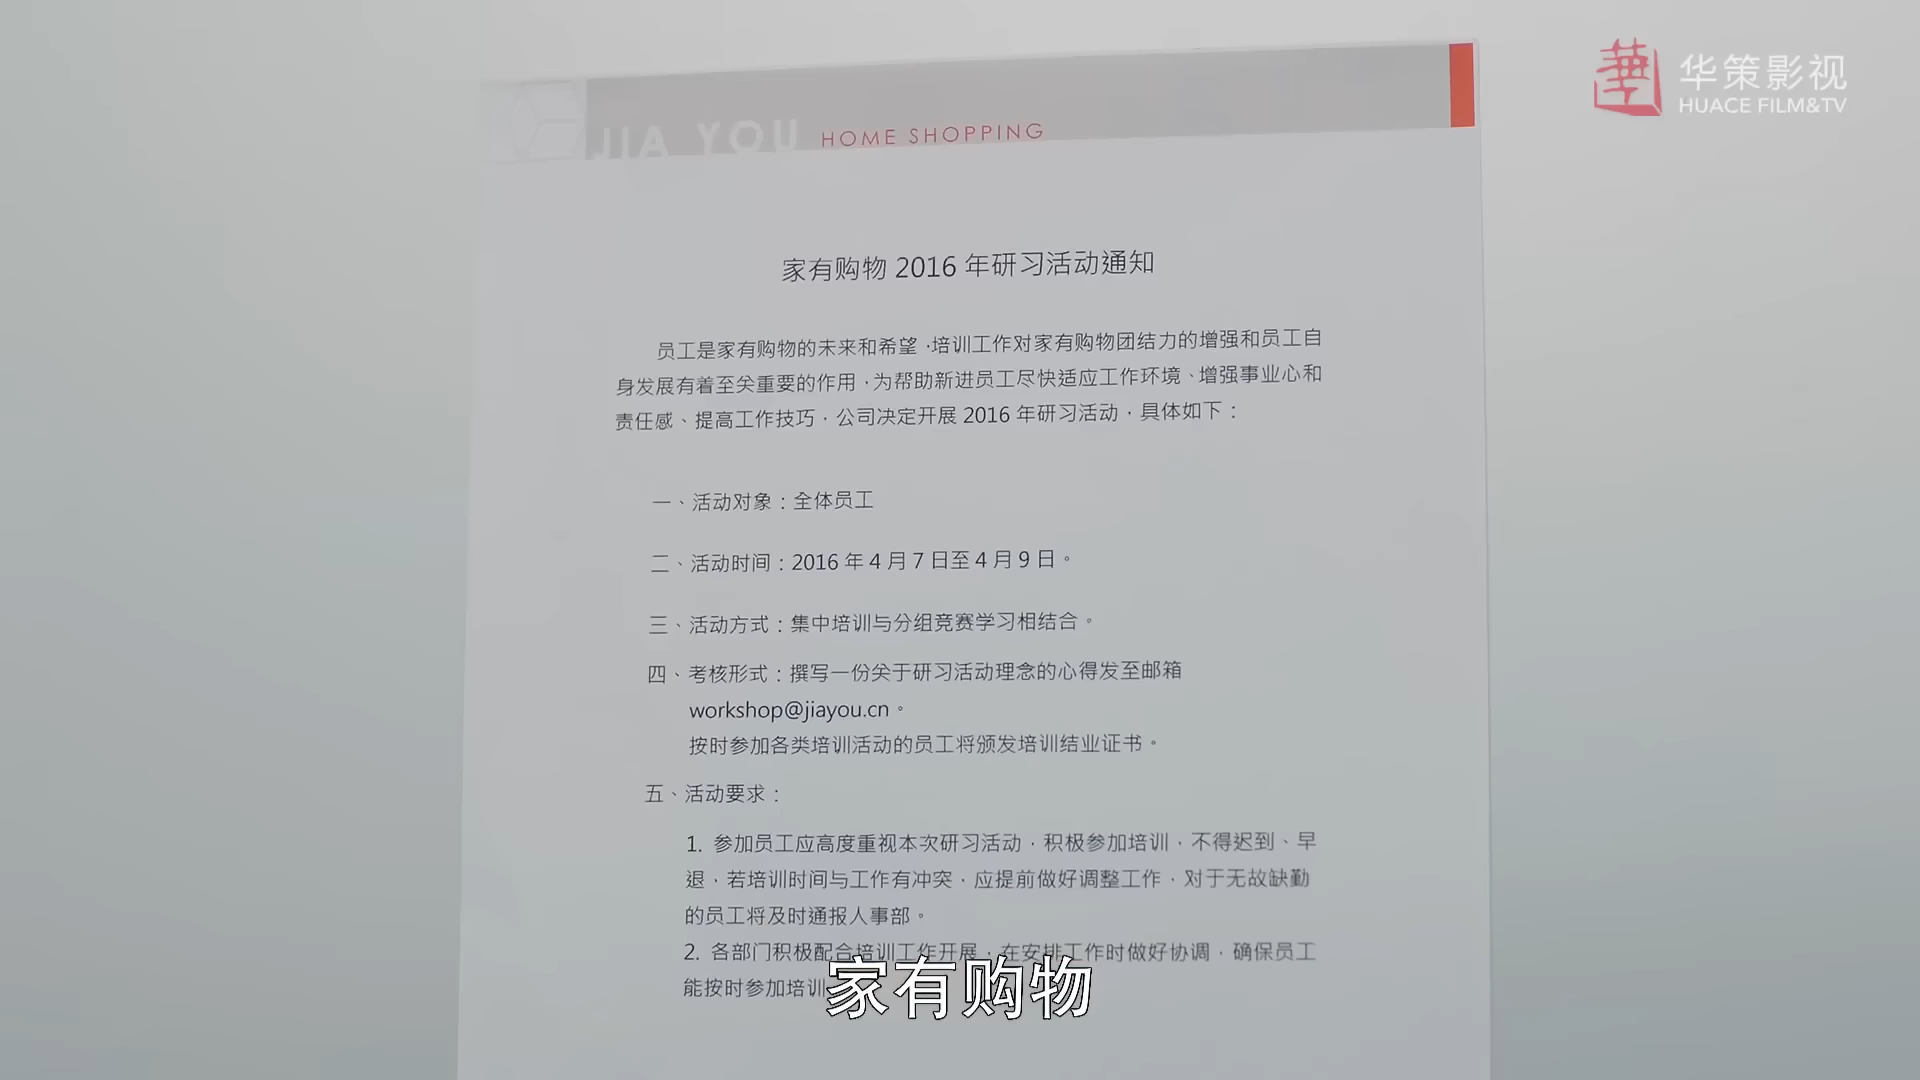 华策影视
HUACE FILM&TV
JIA YOU HOME SHOPPING
家有购物 2016 年研习活动通知
员工是家有购物的未来和希望,培训工作对家有购物团结力的增强和员工自
身发展有着至关重要的作用,为帮助新进员工尽快适应工作环境、增强事业心和
责任感、提高工作技巧,公司决定开展 2016 年研习活动,具体如下:
一、活动对象:全体员工
二、活动时间:2016 年 4 月 7 日至 4 月 9 日。
三、活动方式:集中培训与分组竞赛学习相结合。
四、考核形式:撰写一份关于研习活动理念的心得发至邮箱
workshop@jiayou.cn。
按时参加各类培训活动的员工将颁发培训结业证书。
五、活动要求:
1. 参加员工应高度重视本次研习活动,积极参加培训,不得迟到、早
退,若培训时间与工作有冲突,应提前做好调整工作,对于无故缺勤
的员工将及时通报人事部。
2. 各部门积极配合培训工作开展,在安排工作时做好协调,确保员工
能按时参加培训
家有购物